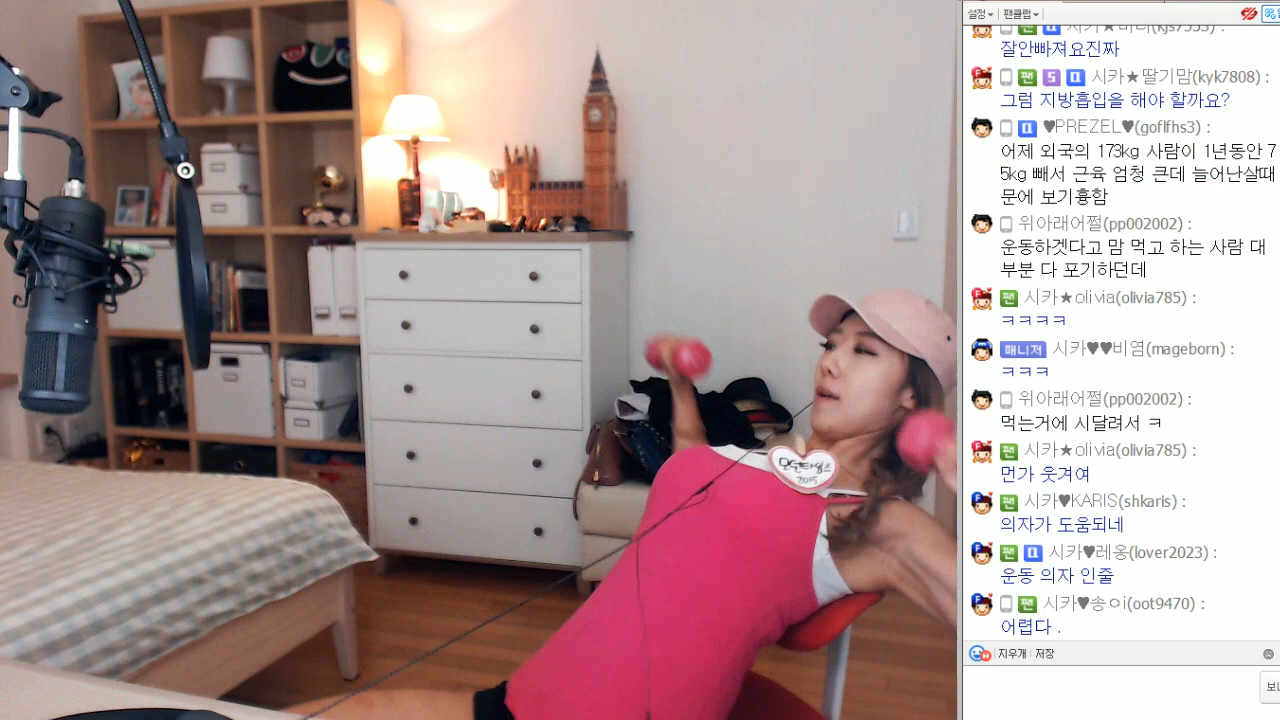 설정
팬클럽
잘안빠져요진짜
팬 S 시카★딸기맘(kyk7808) :
그럼 지방흡입을 해야 할까요?
♥PREZEL♥(goflfhs3) :
어제 외국의 173kg 사람이 1년동안 7
5kg 빼서 근육 엄청 큰데 늘어난살때
문에 보기흉함
위아래어쩔(pp002002) :
운동하겟다고 맘 먹고 하는 사람 대
부분 다 포기하던데
팬 시카★olivia(olivia785) :
ㅋㅋㅋㅋ
매니저 시카♥♥비염(mageborn) :
ㅋㅋㅋ
위아래어쩔(pp002002) :
먹는거에 시달려서 ㅋ
팬 시카★olivia(olivia785) :
먼가 웃겨여
팬 시카♥KARIS(shkaris) :
의자가 도움되네
팬 시카♥레옹(lover2023) :
운동 의자 인줄
팬 시카♥송ㅇi(oot9470) :
어렵다 .
지우개 저장
2015